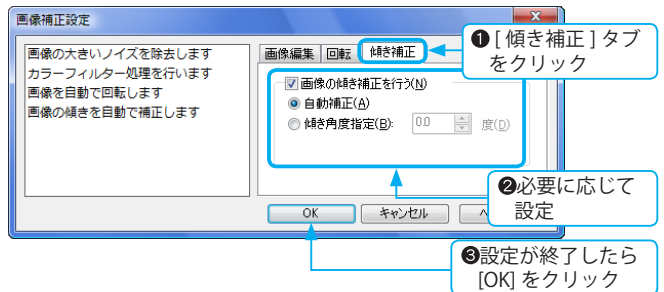 画像補正設定
画像の大きいノイズを除去します
カラーフィルター処理を行います
画像を自動で回転します
画像の傾きを自動で補正します
画像編集 回転 傾き補正
画像の傾き補正を行う(N)
自動補正(A)
傾き角度指定(B): 0.0 度(D)
OK キャンセル ヘ
❶[ 傾き補正 ] タブ
をクリック
❷必要に応じて
設定
❸設定が終了したら
[OK] をクリック